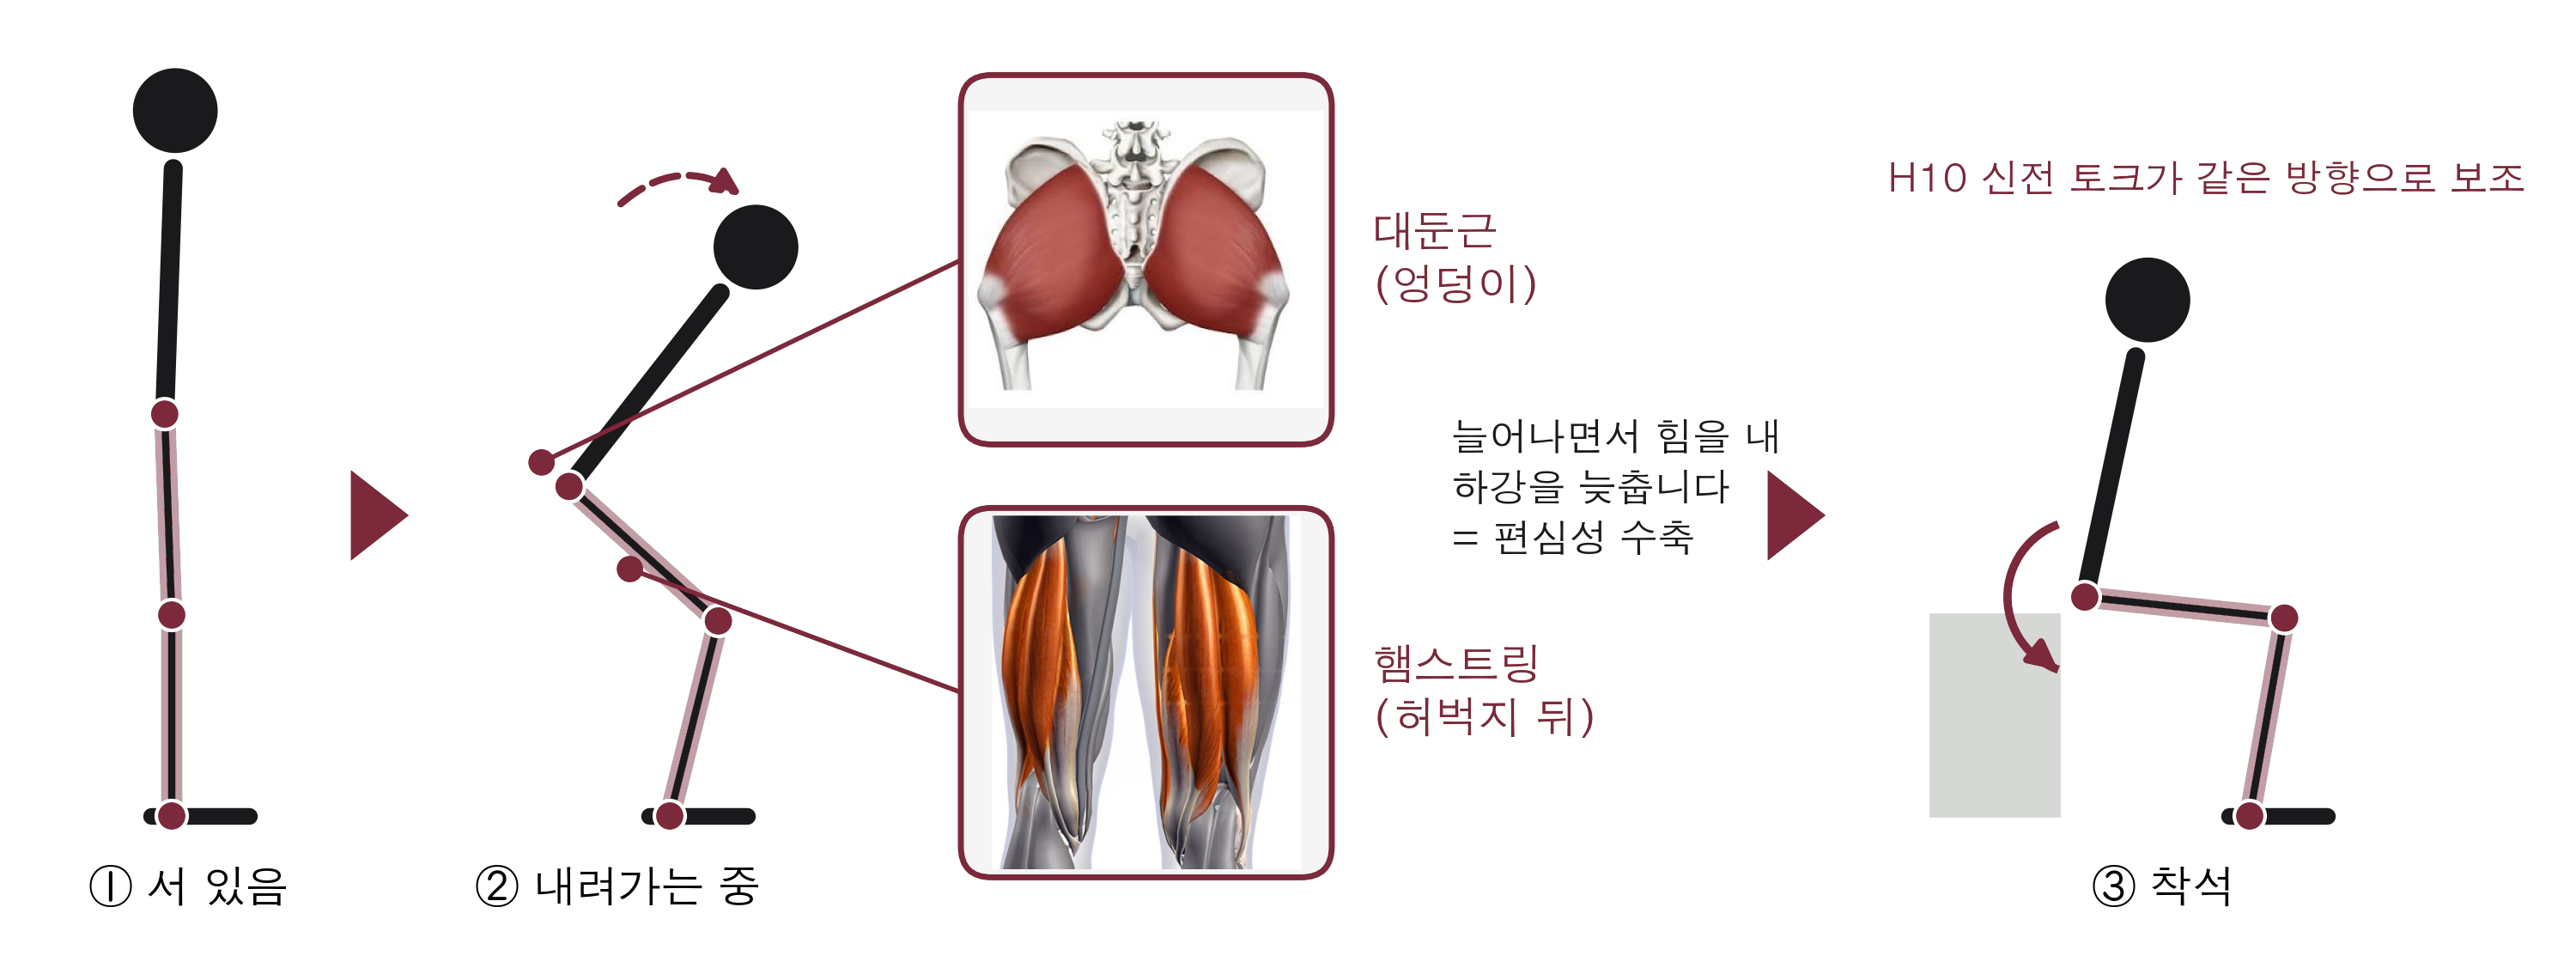 대둔근
(엉덩이)
늘어나면서 힘을 내
하강을 늦춥니다
= 편심성 수축
햄스트링
(허벅지 뒤)
H10 신전 토크가 같은 방향으로 보조
① 서 있음
② 내려가는 중
③ 착석